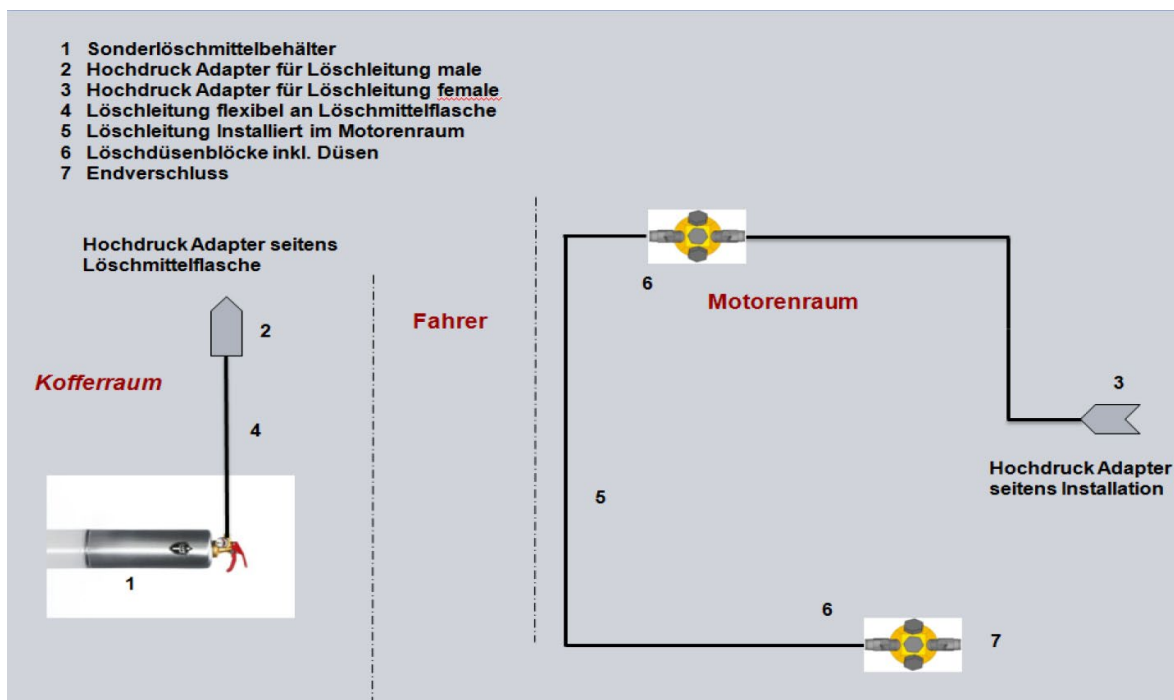 1 Sonderlöschmittelbehälter
2 Hochdruck Adapter für Löschleitung male
3 Hochdruck Adapter für Löschleitung female
4 Löschleitung flexibel an Löschmittelflasche
5 Löschleitung Installiert im Motorenraum
6 Löschdüsenblöcke inkl. Düsen
7 Endverschluss
Hochdruck Adapter seitens
Löschmittelflasche
2
Kofferraum
4
1
Fahrer
6
Motorenraum
3
Hochdruck Adapter
seitens Installation
5
6
7